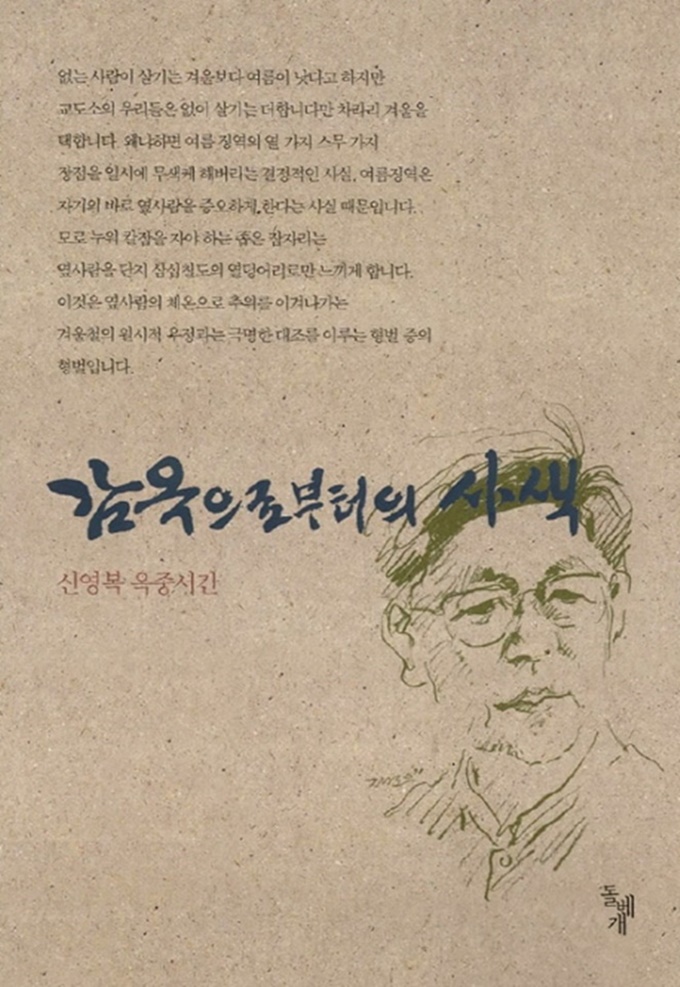 없는 사람이 살기는 겨울보다 여름이 낫다고 하지만
교도소의 우리들은 없이 살기는 더합니다만 차라리 겨울을
택합니다. 왜냐하면 여름 징역의 열 가지 스무 가지
장점을 일시에 무색케 해버리는 결정적인 사실, 여름징역은
자기의 바로 옆사람을 증오하게 한다는 사실 때문입니다.
모로 누워 칼잠을 자야 하는 좁은 잠자리는
옆사람을 단지 삼십칠도의 열덩어리로만 느끼게 합니다.
이것은 옆사람의 체온으로 추위를 이겨나가는
겨울철의 원시적 우정과는 극명한 대조를 이루는 형벌 중의
형벌입니다.
감옥으로부터의 사색
신영복 옥중서간
돌베개